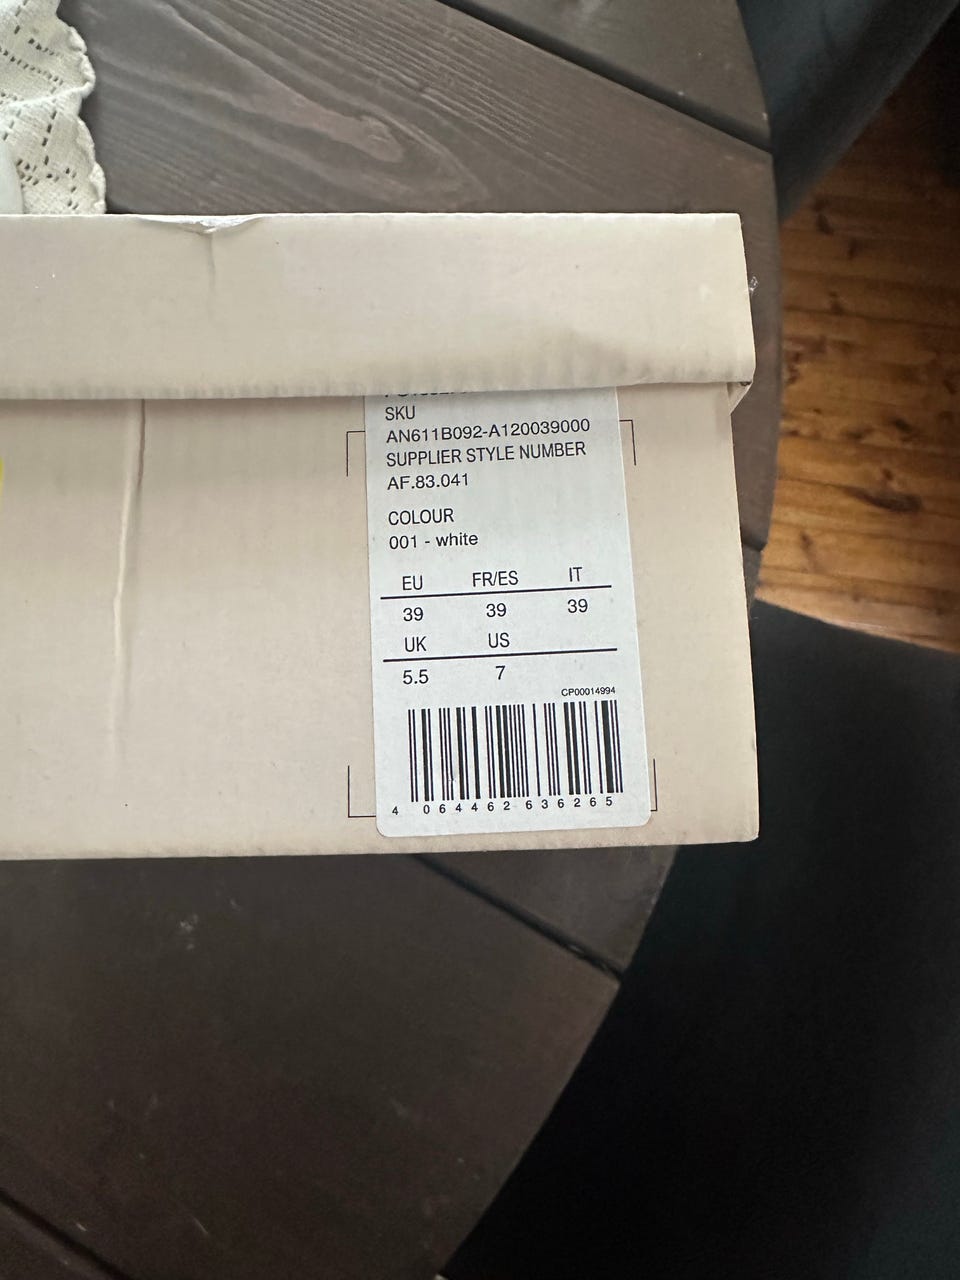 SKU
AN611B092-A120039000
SUPPLIER STYLE NUMBER
AF.83.041
COLOUR
001 - white
EU FR/ES IT
39 39 39
UK US
5.5 7
CP00014994
4 064462 636265